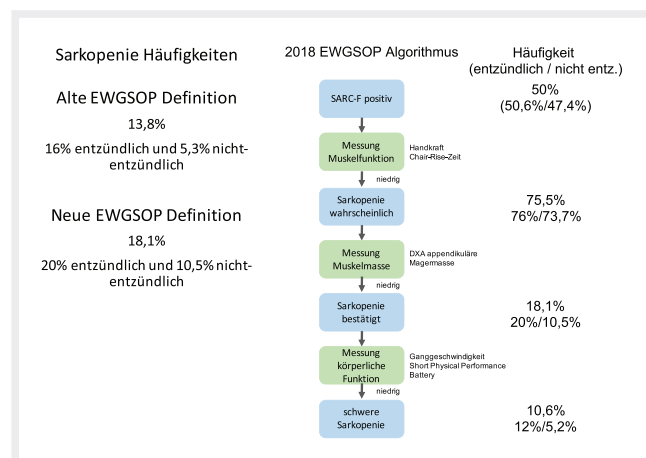 Sarkopenie Häufigkeiten
Alte EWGSOP Definition
13,8%
16% entzündlich und 5,3% nicht-
entzündlich
Neue EWGSOP Definition
18,1%
20% entzündlich und 10,5% nicht-
entzündlich
2018 EWGSOP Algorithmus
SARC-F positiv
Messung
Muskelfunktion
Handkraft
Chair-Rise-Zeit
niedrig
Sarkopenie
wahrscheinlich
Messung
Muskelmasse
DXA appendikuläre
Magermasse
niedrig
Sarkopenie
bestätigt
Messung
körperliche
Funktion
Ganggeschwindigkeit
Short Physical Performance
Battery
niedrig
schwere
Sarkopenie
Häufigkeit
(entzündlich / nicht entz.)
50%
(50,6%/47,4%)
75,5%
76%/73,7%
18,1%
20%/10,5%
10,6%
12%/5,2%